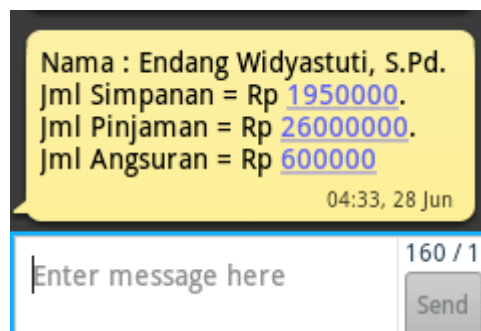 Nama : Endang Widyastuti, S.Pd.
Jml Simpanan = Rp 1950000.
Jml Pinjaman = Rp 26000000.
Jml Angsuran = Rp 600000
04:33, 28 Jun
160 / 1
Enter message here
Send